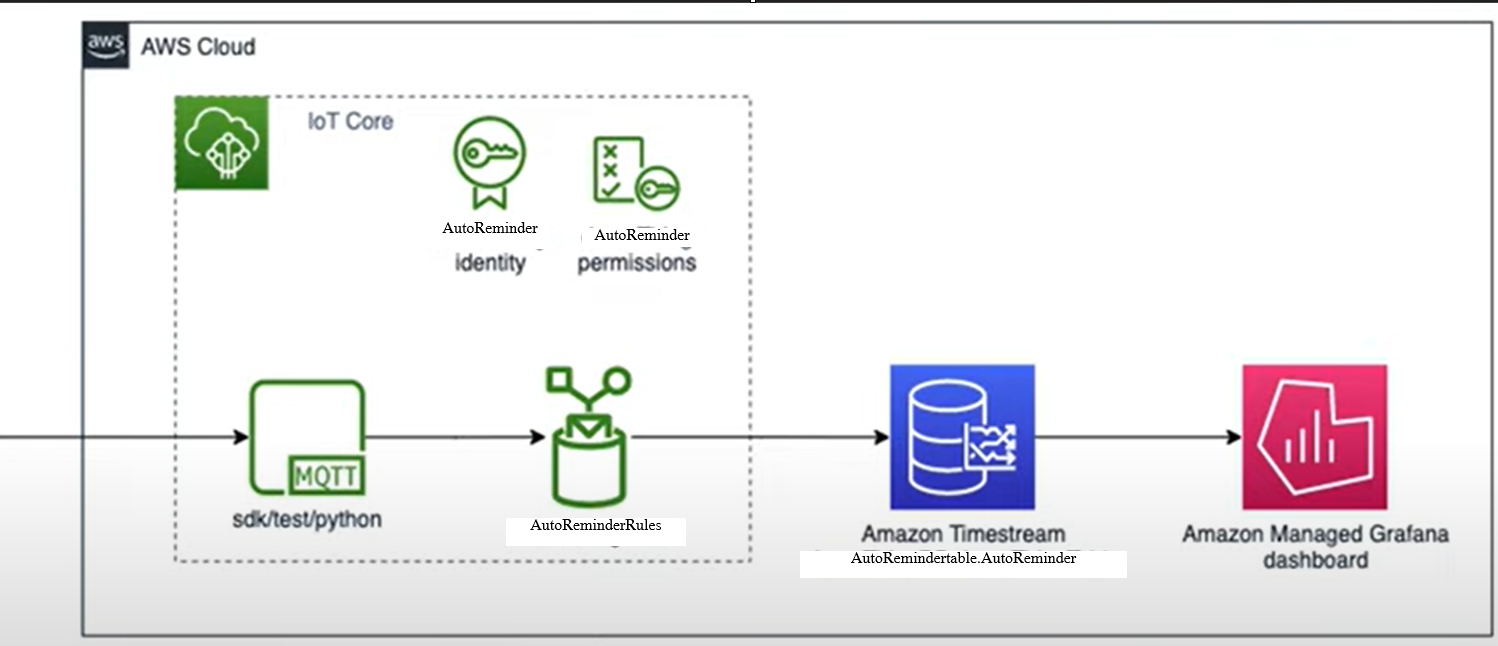 aws
AWS Cloud
IoT Core
AutoReminder
identity
AutoReminder
permissions
MQTT
sdk/test/python
AutoReminderRules
Amazon Timestream
AutoRemindertable.AutoReminder
Amazon Managed Grafana
dashboard